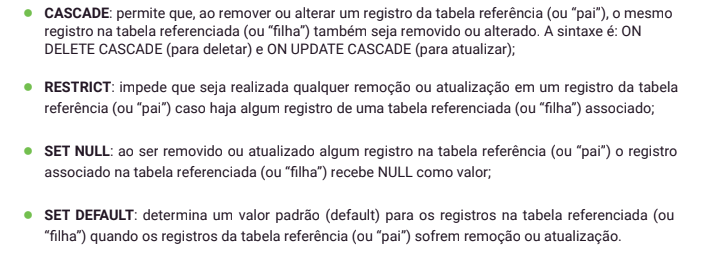 • CASCADE: permite que, ao remover ou alterar um registro da tabela referência (ou “pai”), o mesmo
registro na tabela referenciada (ou “filha”) também seja removido ou alterado. A sintaxe é: ON
DELETE CASCADE (para deletar) e ON UPDATE CASCADE (para atualizar);
• RESTRICT: impede que seja realizada qualquer remoção ou atualização em um registro da tabela
referência (ou “pai”) caso haja algum registro de uma tabela referenciada (ou “filha”) associado;
• SET NULL: ao ser removido ou atualizado algum registro na tabela referência (ou “pai”) o registro
associado na tabela referenciada (ou “filha”) recebe NULL como valor;
• SET DEFAULT: determina um valor padrão (default) para os registros na tabela referenciada (ou
“filha”) quando os registros da tabela referência (ou “pai”) sofrem remoção ou atualização.